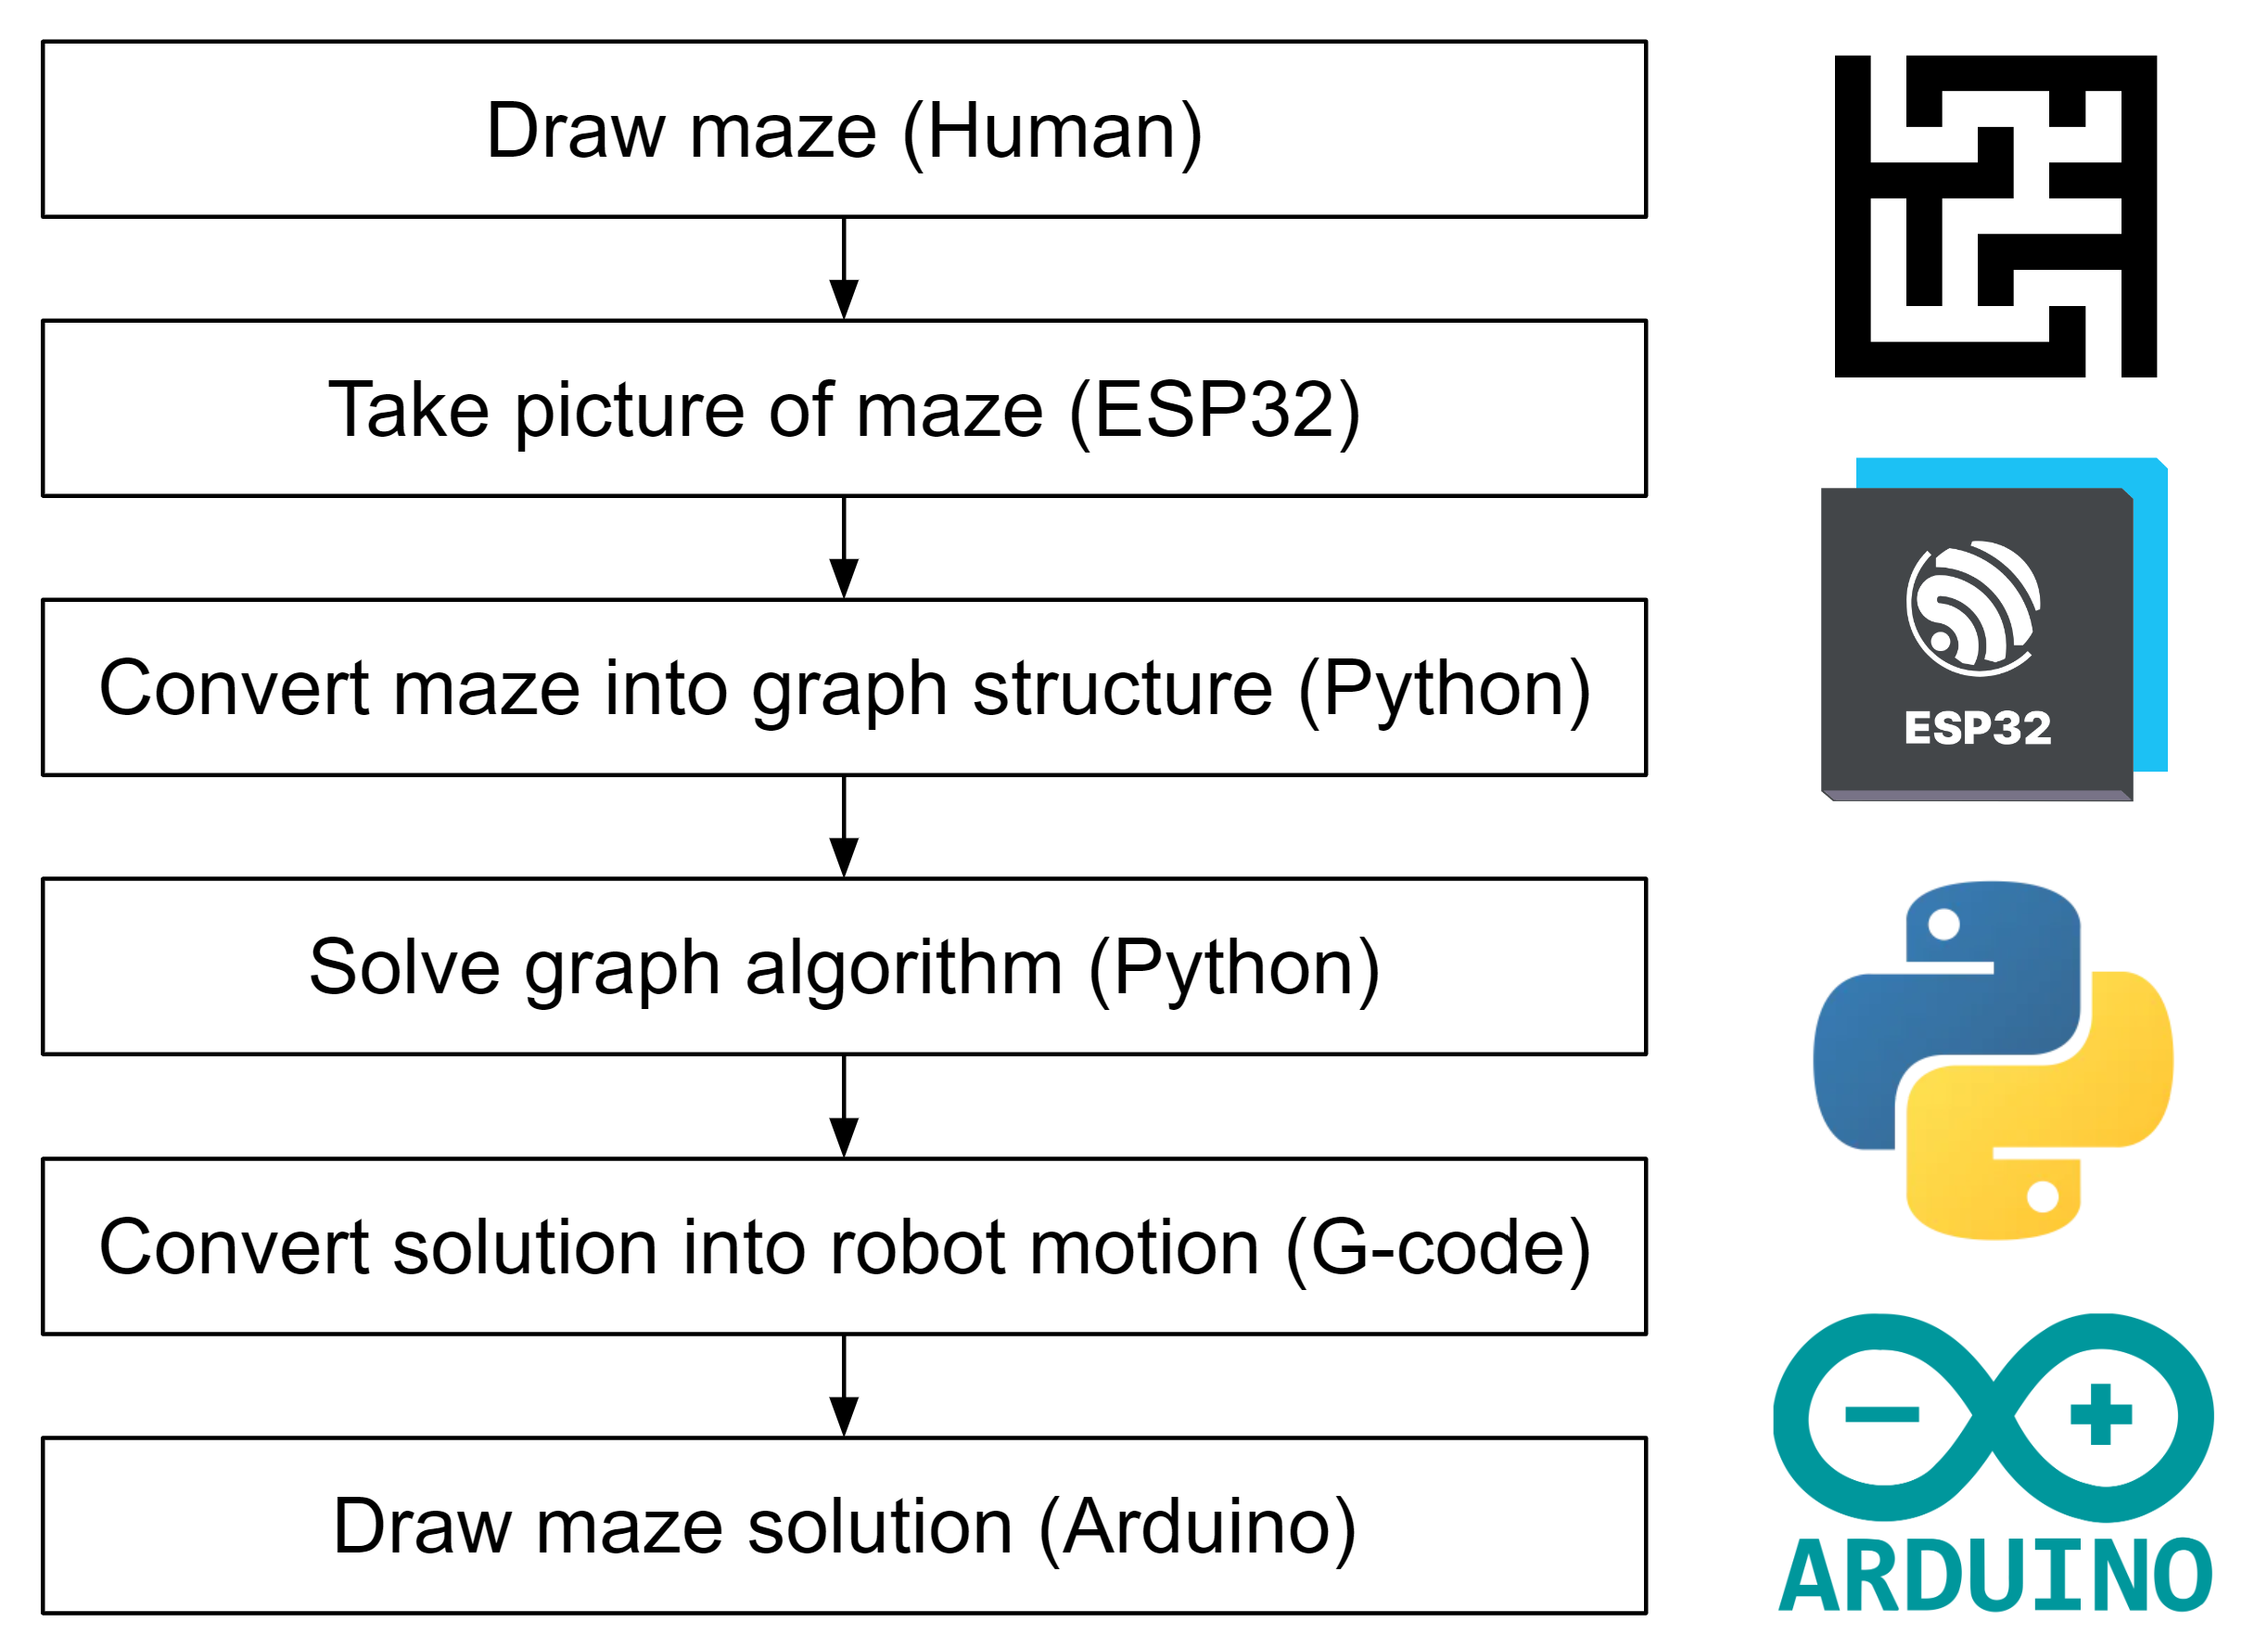 Draw maze (Human)
Take picture of maze (ESP32)
Convert maze into graph structure (Python)
Solve graph algorithm (Python)
Convert solution into robot motion (G-code)
Draw maze solution (Arduino)
ESP32
ARDUINO